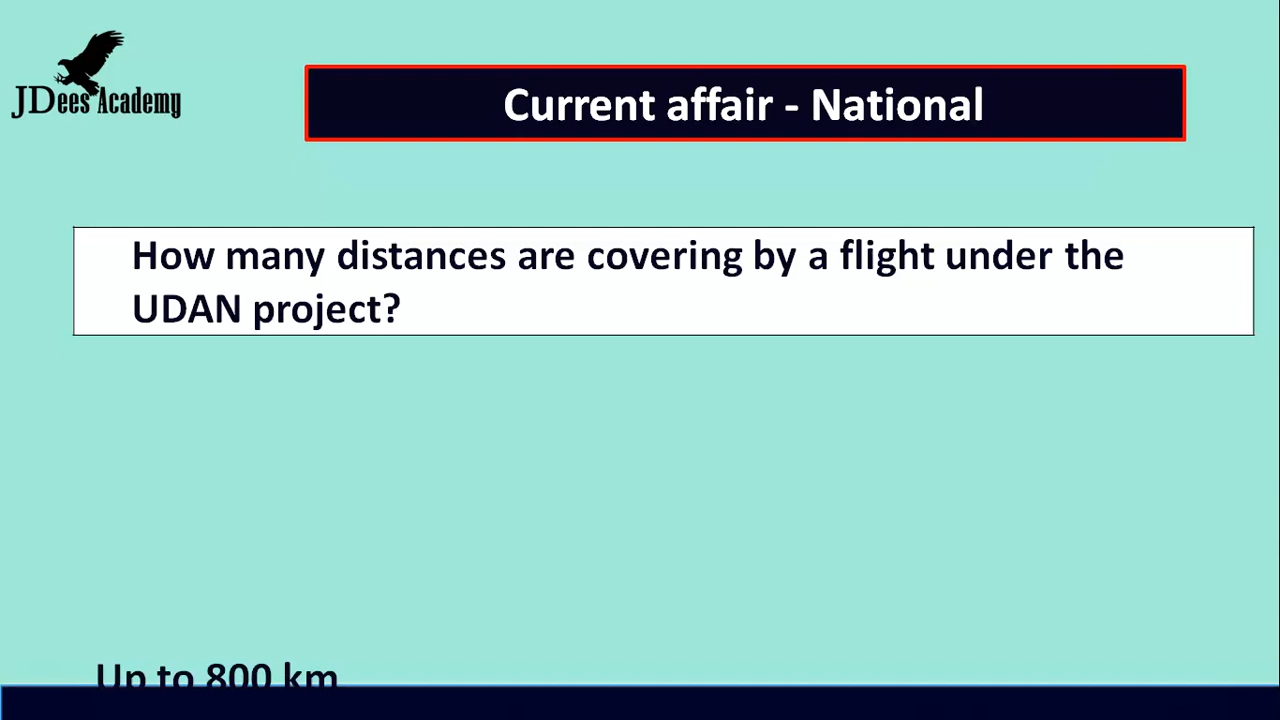 JDees Academy
Current affair - National
How many distances are covering by a flight under the
UDAN project?
Up to 800 km